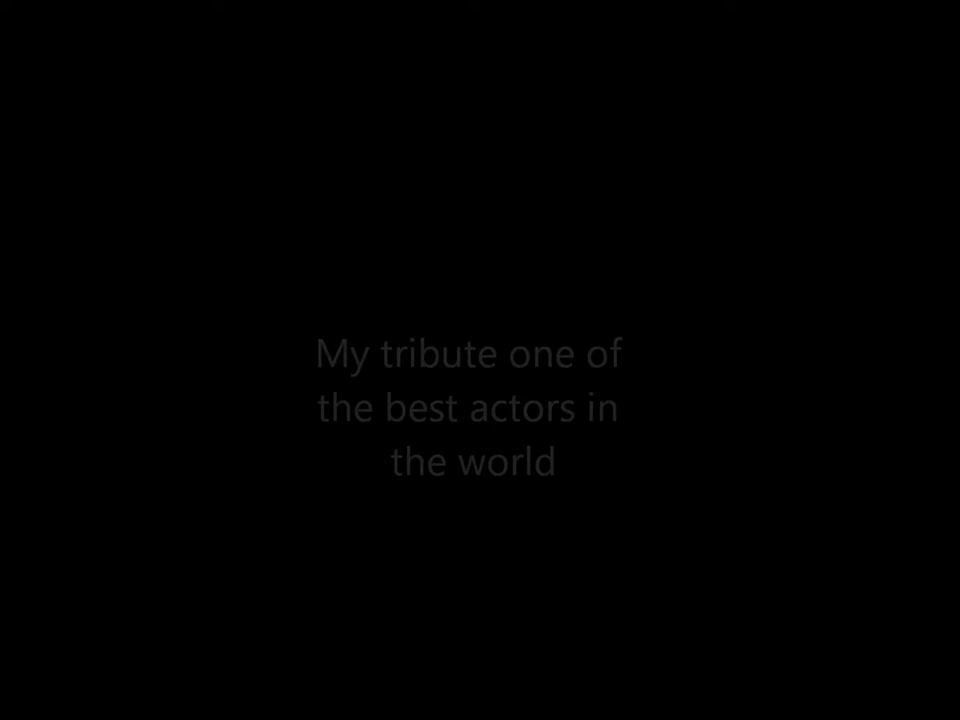 My tribute one of
the best actors in
the world